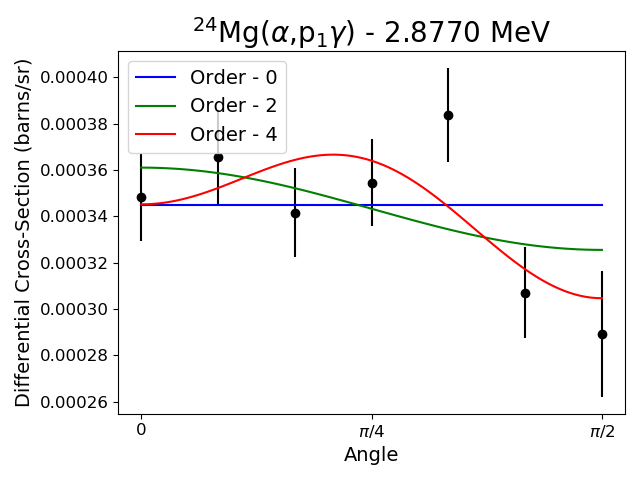 ²⁴Mg(α,p₁γ) - 2.8770 MeV
Differential Cross-Section (barns/sr)
0.00040
0.00038
0.00036
0.00034
0.00032
0.00030
0.00028
0.00026
Order - 0
Order - 2
Order - 4
0
π/4
π/2
Angle